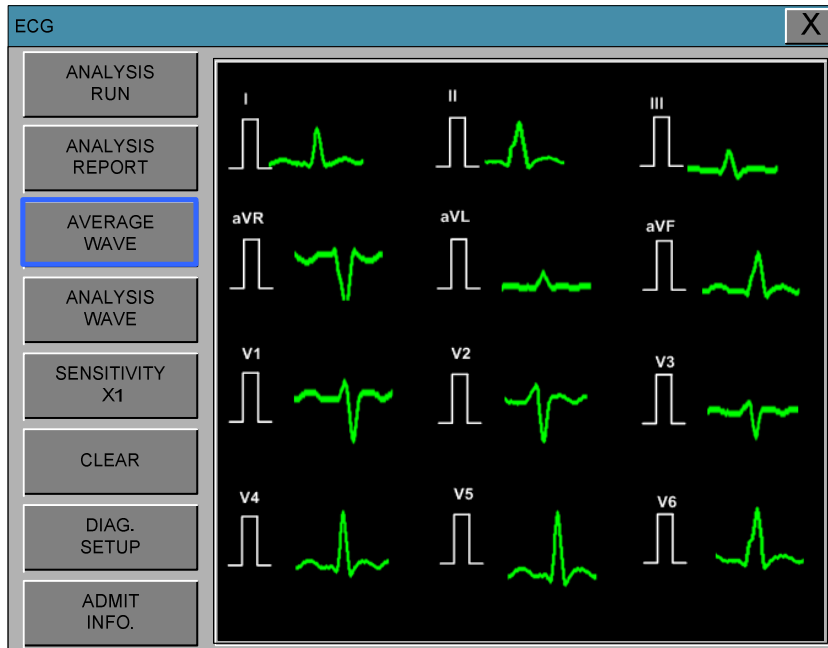 ECG
X
ANALYSIS
RUN
ANALYSIS
REPORT
AVERAGE
WAVE
ANALYSIS
WAVE
SENSITIVITY
X1
CLEAR
DIAG.
SETUP
ADMIT
INFO.
I
II
III
aVR
aVL
aVF
V1
V2
V3
V4
V5
V6